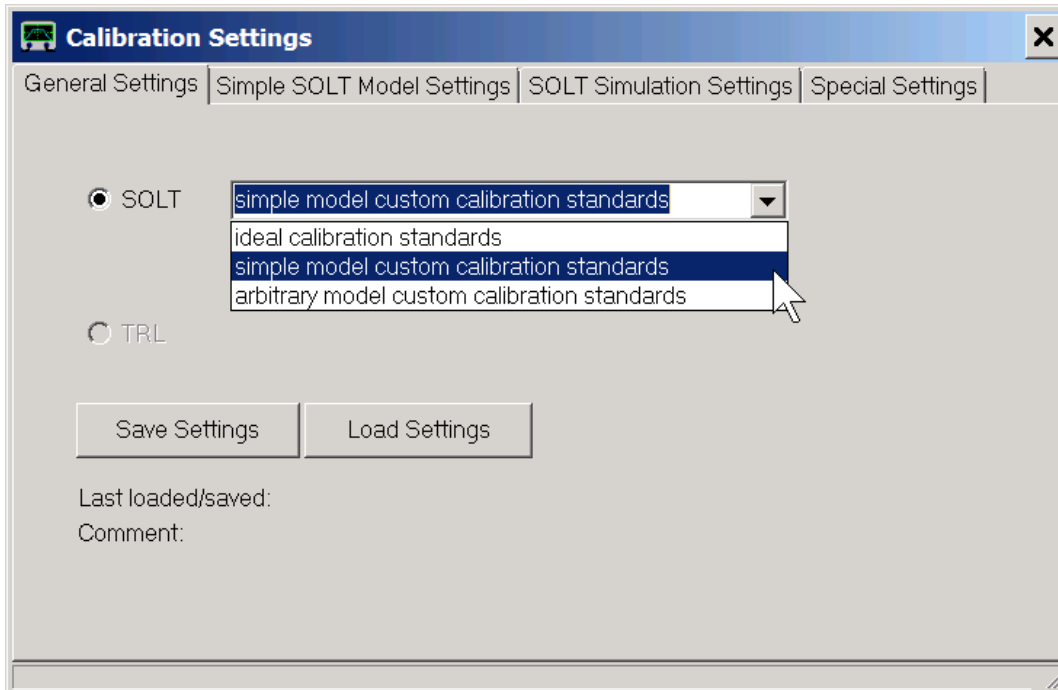 Calibration Settings
General Settings Simple SOLT Model Settings SOLT Simulation Settings Special Settings
SOLT simple model custom calibration standards
ideal calibration standards
simple model custom calibration standards
arbitrary model custom calibration standards
TRL
Save Settings Load Settings
Last loaded/saved:
Comment: